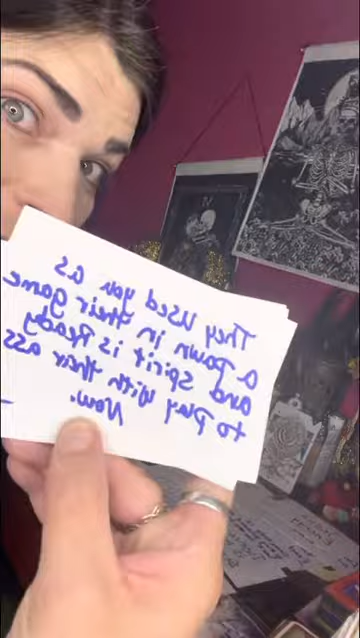 They used you as
a pawn in their game
and spirit is Ready
to play with their ass
Now.